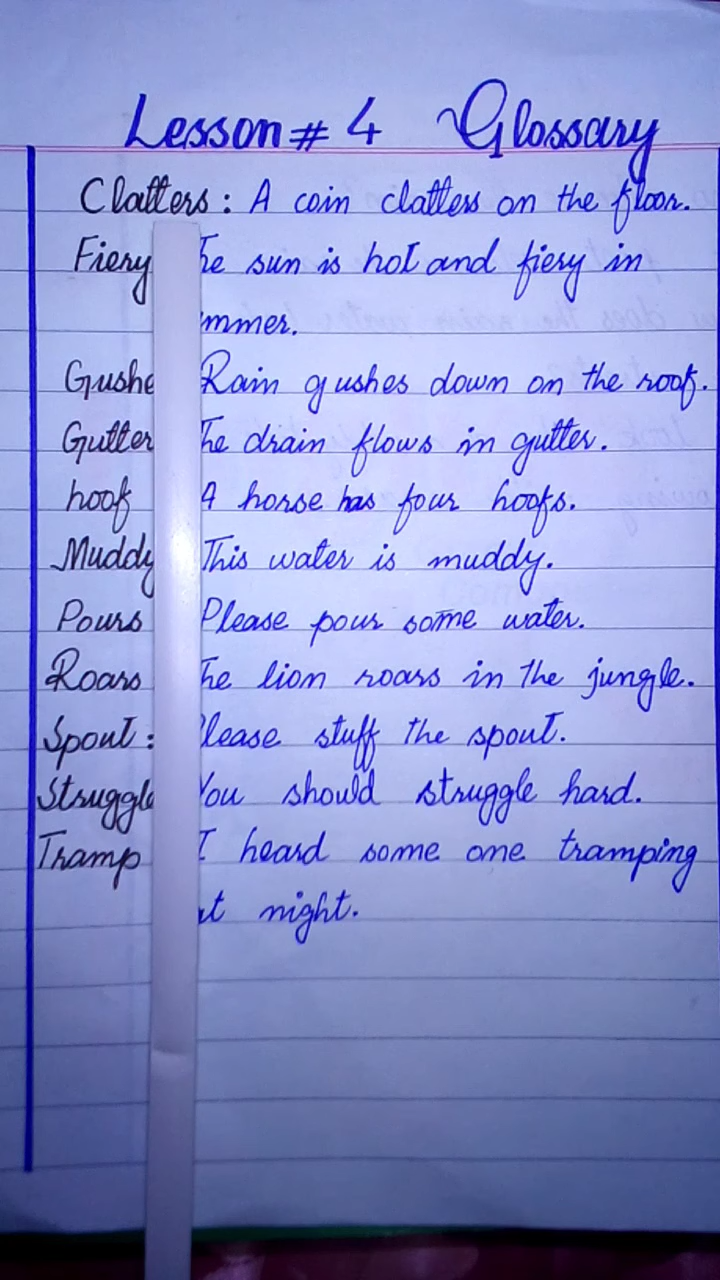 Lesson # 4 Glossary
Clatters : A coin clatters on the floor.
Fiery he sun is hot and fiery in
mmer.
Gushe Rain gushes down on the roof.
Gutter he drain flows in gutter.
hoof A horse has four hoofs.
Muddy This water is muddy.
Pours Please pour some water.
Roars he lion roars in the jungle.
Spout : lease stuff the spout.
Struggle You should struggle hard.
Tramp I heard some one tramping
at night.